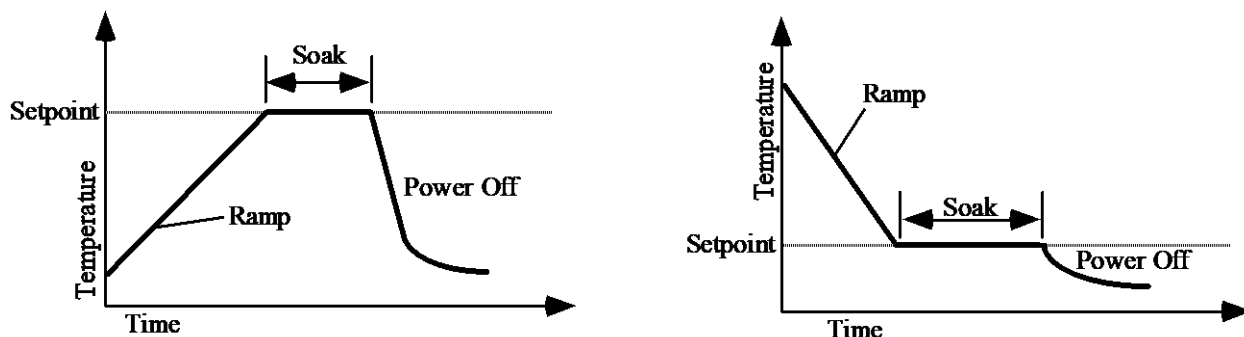 Soak
Setpoint
Temperature
Ramp
Power Off
Time
Temperature
Ramp
Soak
Setpoint
Power Off
Time